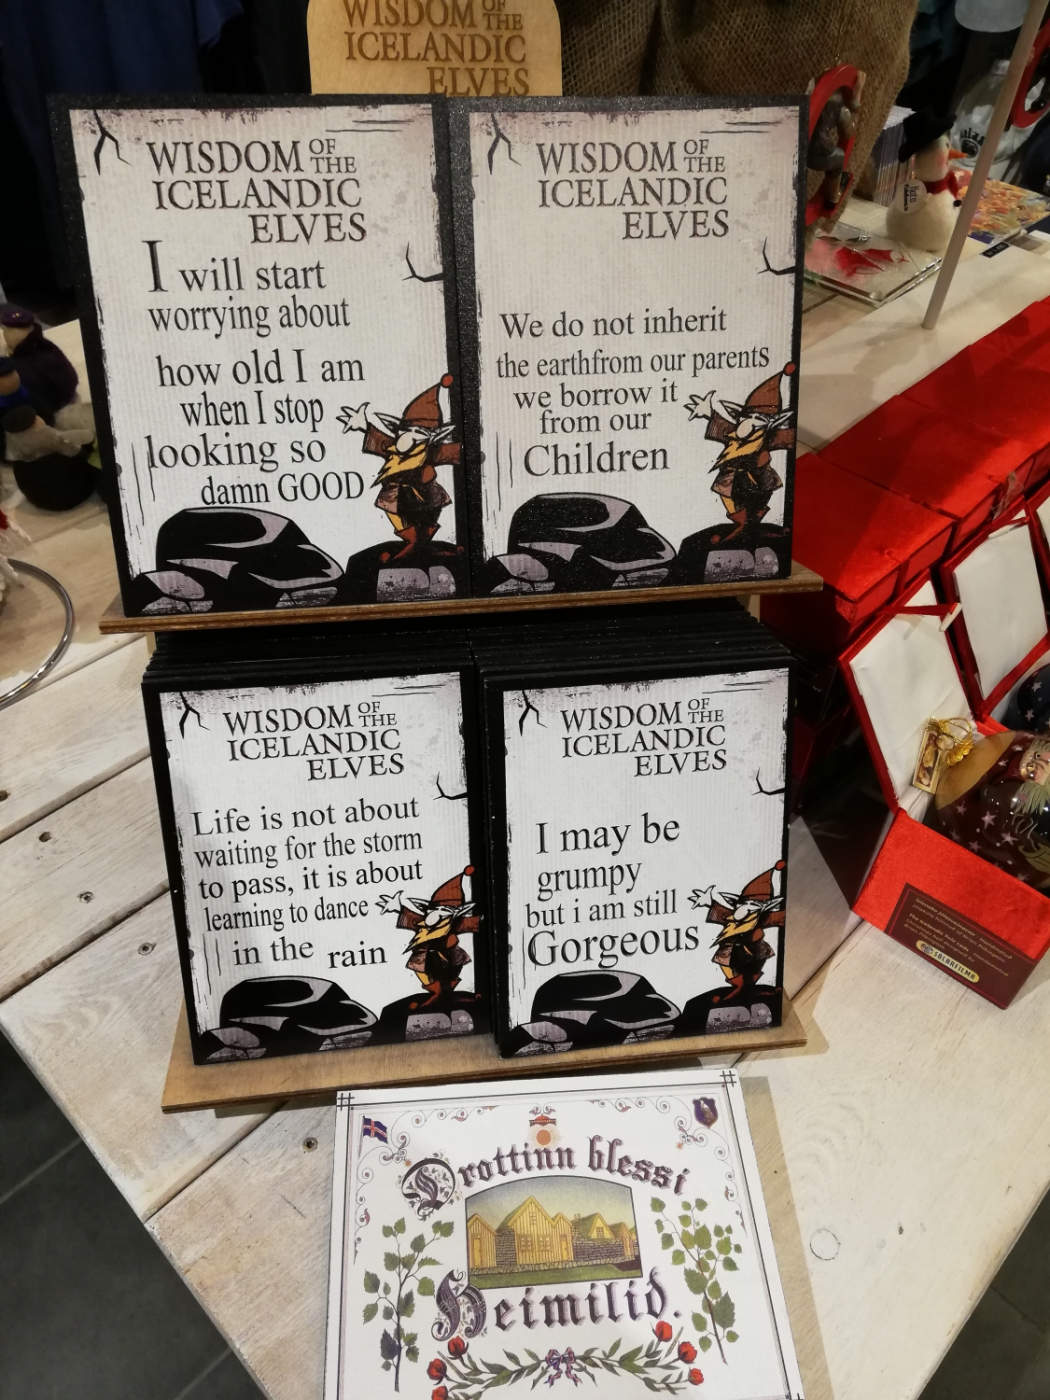 WISDOM OF THE
ICELANDIC
ELVES
WISDOM OF THE
ICELANDIC
ELVES
I will start
worrying about
how old I am
when I stop
looking so
damn GOOD
WISDOM OF THE
ICELANDIC
ELVES
We do not inherit
the earthfrom our parents
we borrow it
from our
Children
WISDOM OF THE
ICELANDIC
ELVES
Life is not about
waiting for the storm
to pass, it is about
learning to dance
in the rain
WISDOM OF THE
ICELANDIC
ELVES
I may be
grumpy
but i am still
Gorgeous
SOLARFILMA
Drottinn blessi
Heimilið.